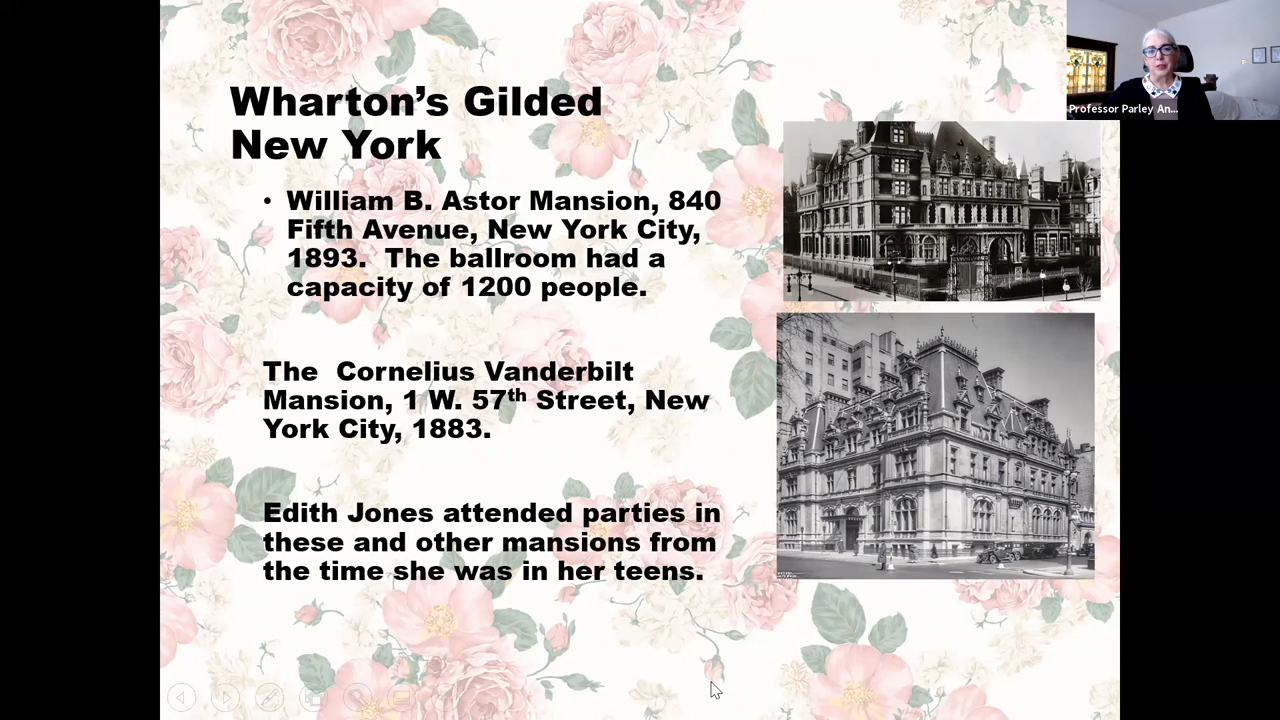 Wharton’s Gilded
New York
• William B. Astor Mansion, 840
Fifth Avenue, New York City,
1893.  The ballroom had a
capacity of 1200 people.
The  Cornelius Vanderbilt
Mansion, 1 W. 57th Street, New
York City, 1883.
Edith Jones attended parties in
these and other mansions from
the time she was in her teens.
Professor Parley An...